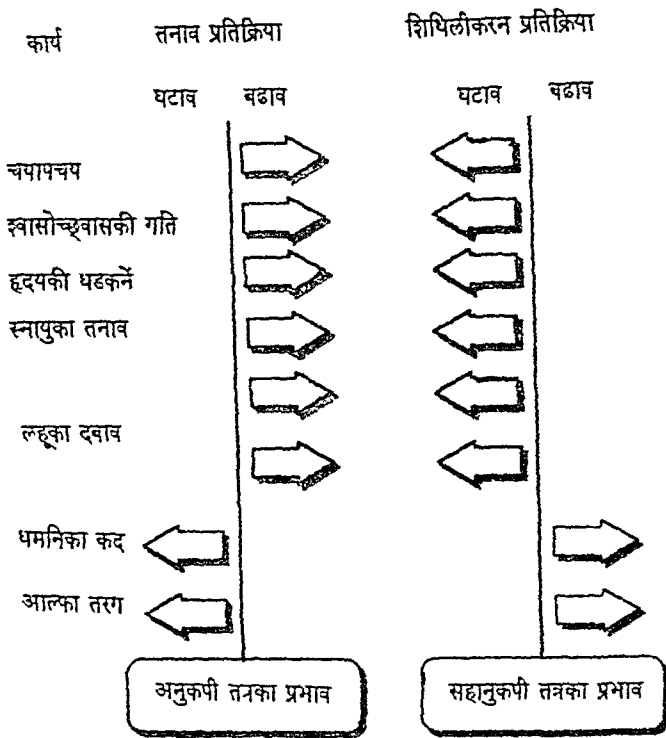 कार्य तनाव प्रतिक्रिया शिथिलीकरन प्रतिक्रिया
घटाव बढाव घटाव बढाव
चयापचय
श्वासोच्छ्वासकी गति
हृदयकी धडकनें
स्नायुका तनाव
लहूका दबाव
धमनिका कद
आल्फा तरग
अनुकपी तत्रका प्रभाव सहानुकपी तत्रका प्रभाव